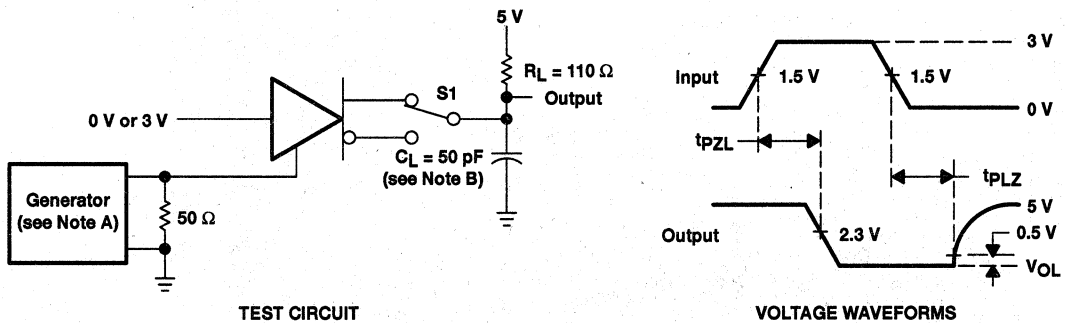 5 V
RL = 110 Ω
S1
Output
0 V or 3 V
CL = 50 pF
(see Note B)
Generator
(see Note A)
50 Ω
TEST CIRCUIT
3 V
Input
1.5 V
1.5 V
0 V
tPZL
tPLZ
5 V
Output
2.3 V
0.5 V
VOL
VOLTAGE WAVEFORMS